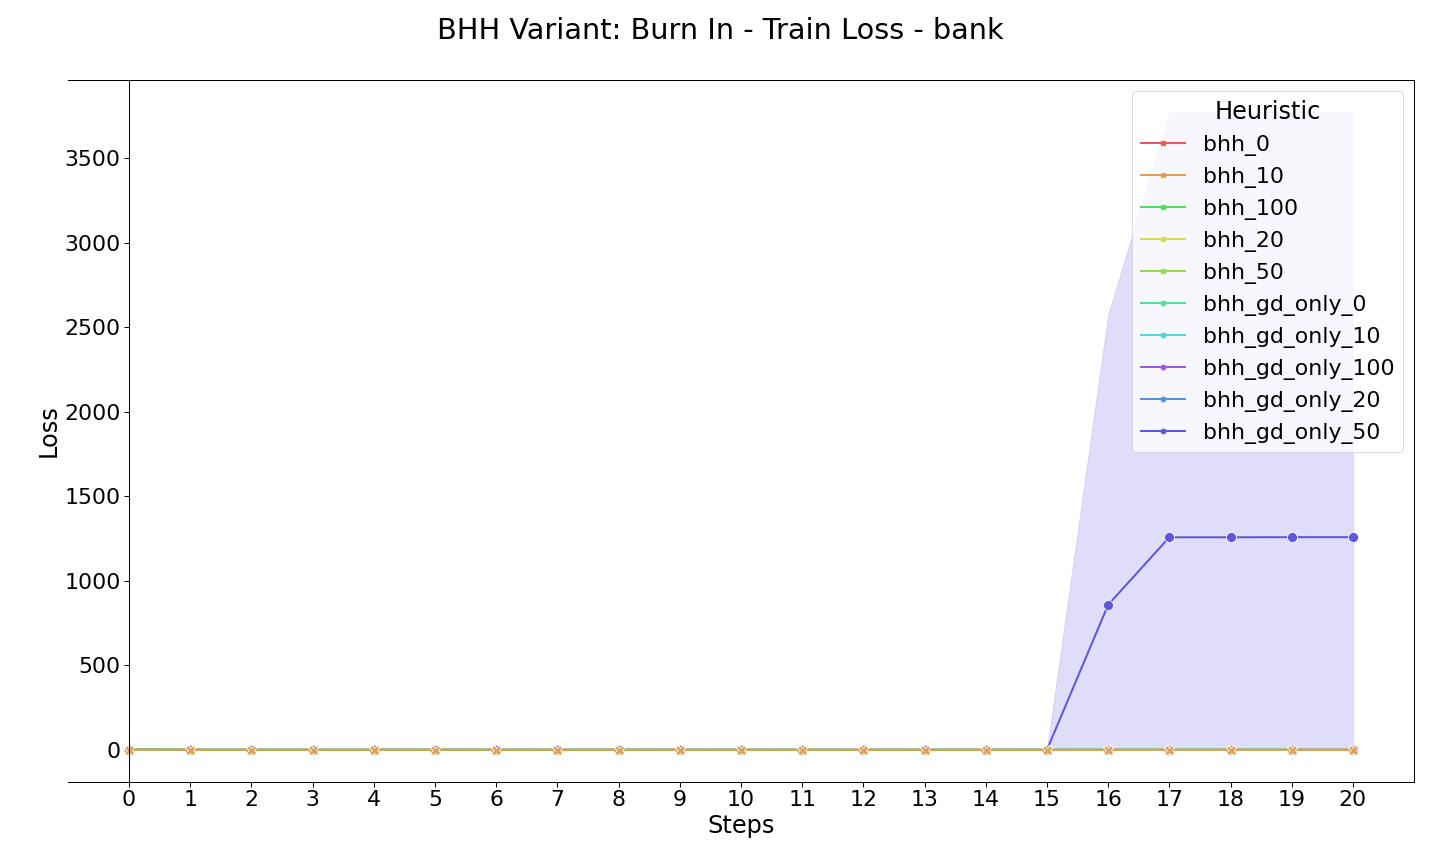 BHH Variant: Burn In - Train Loss - bank
Heuristic
bhh_0
bhh_10
bhh_100
bhh_20
bhh_50
bhh_gd_only_0
bhh_gd_only_10
bhh_gd_only_100
bhh_gd_only_20
bhh_gd_only_50
3500
3000
2500
2000
1500
1000
500
0
Loss
0 1 2 3 4 5 6 7 8 9 10 11 12 13 14 15 16 17 18 19 20
Steps